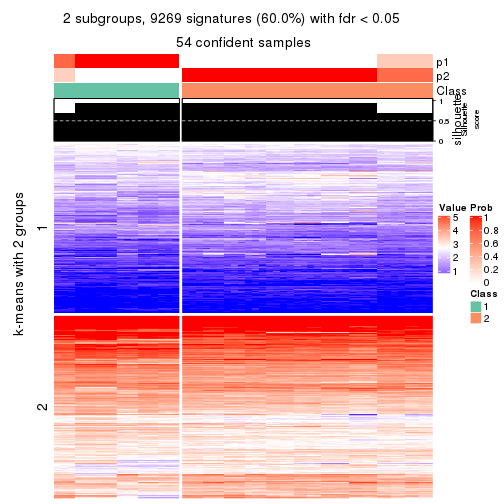 2 subgroups, 9269 signatures (60.0%) with fdr < 0.05
54 confident samples
p1
p2
Class
1
0.5
0
silhouette
Silhouette
score
k-means with 2 groups
1
2
Value
5
4
3
2
1
Prob
1
0.8
0.6
0.4
0.2
0
Class
1
2